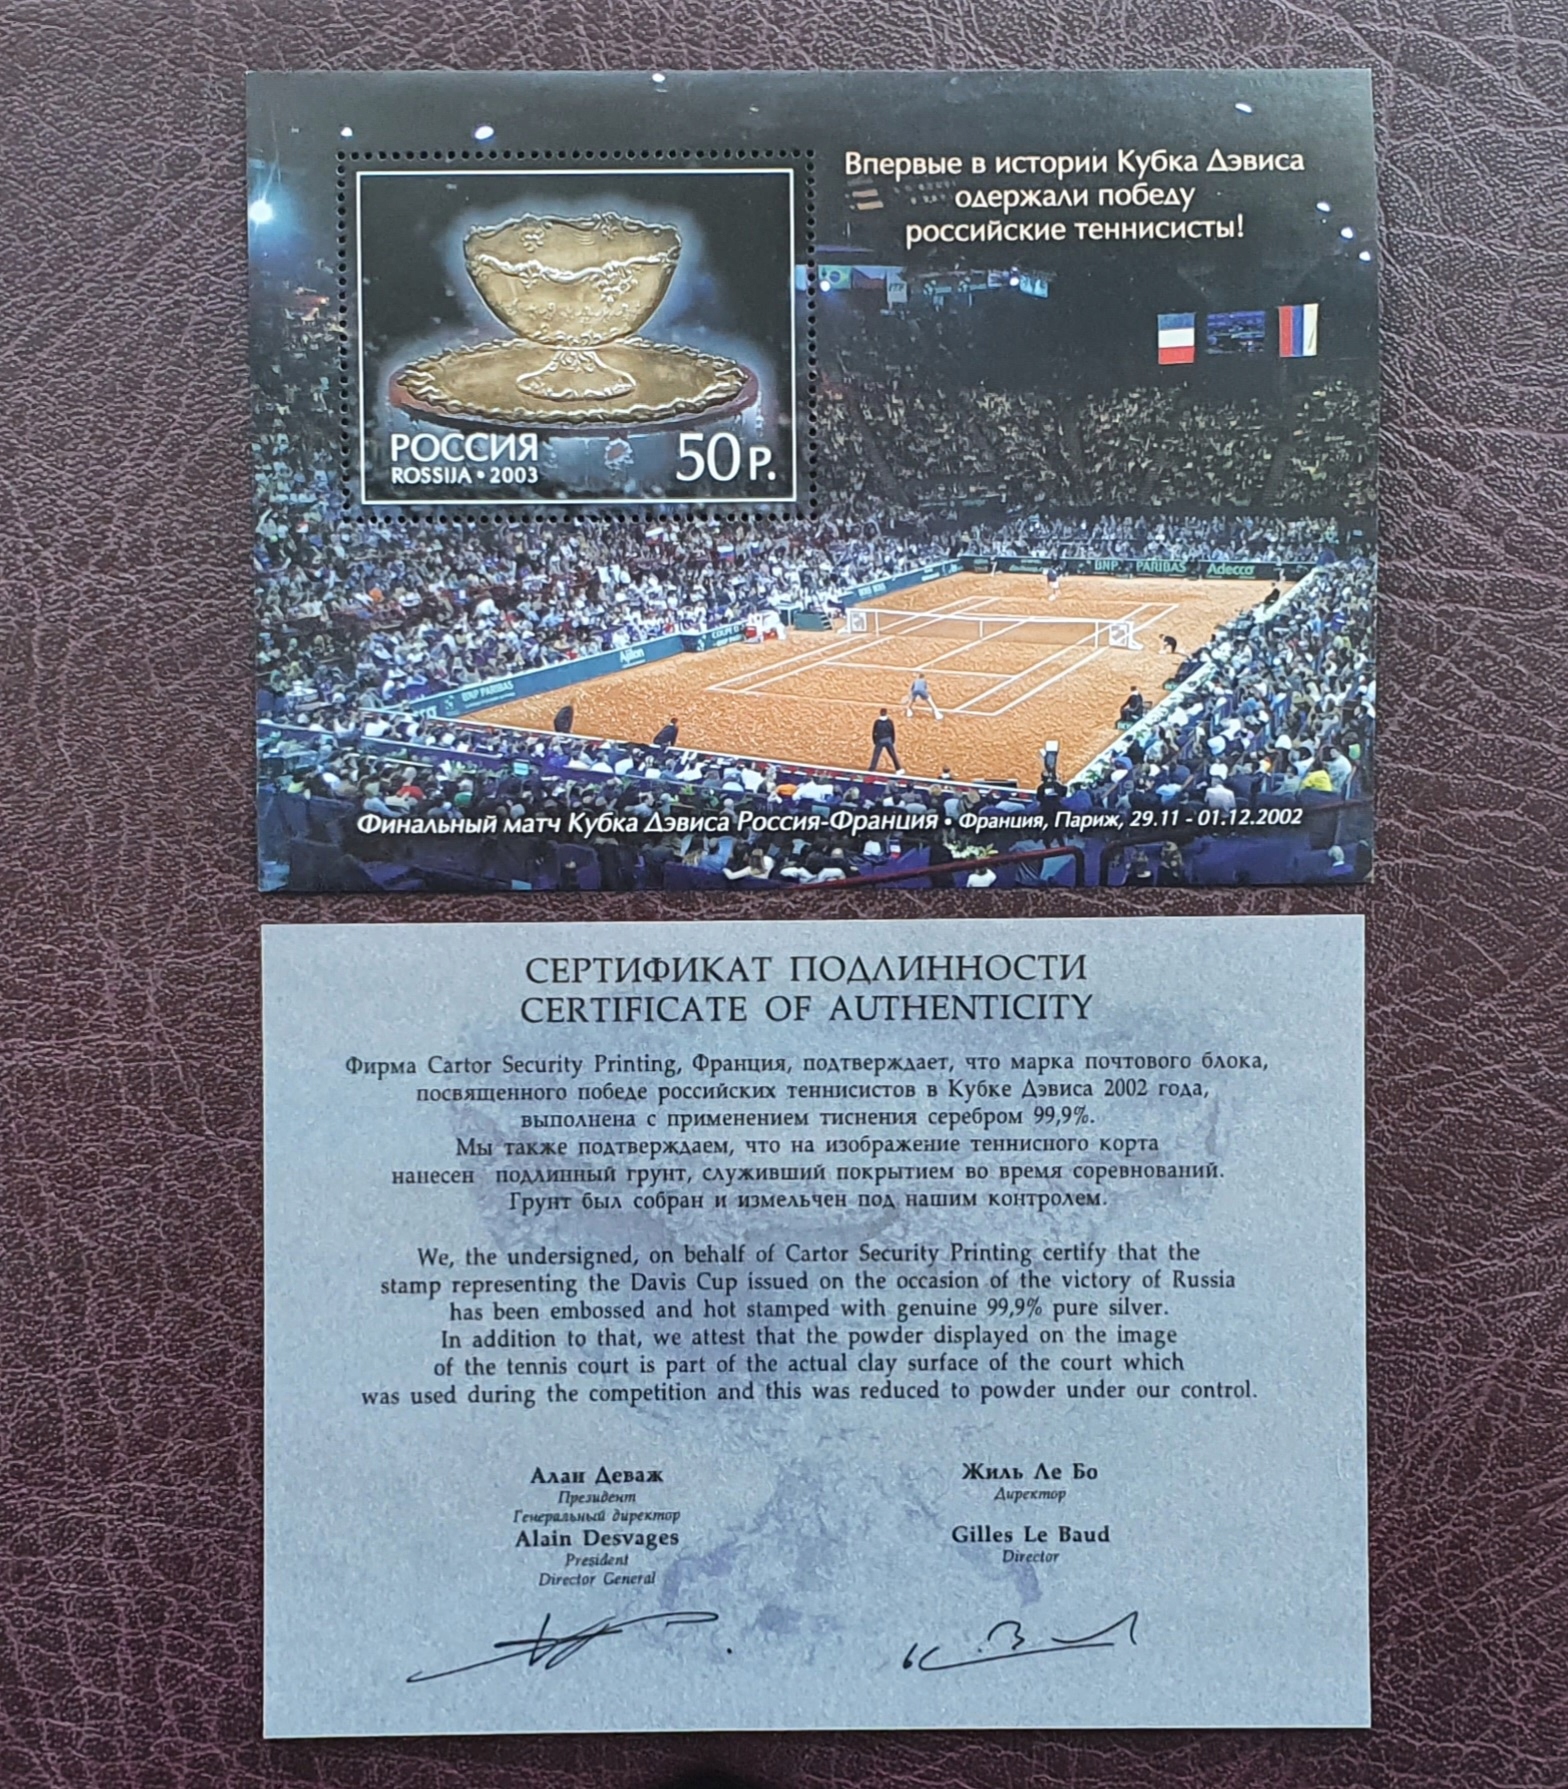 Впервые в истории Кубка Дэвиса
одержали победу
российские теннисисты!
РОССИЯ
ROSSIJA • 2003
50 Р.
BNP PARIBAS
Adecco
Ajilon
BNP PARIBAS
Финальный матч Кубка Дэвиса Россия-Франция • Франция, Париж, 29.11 - 01.12.2002
СЕРТИФИКАТ ПОДЛИННОСТИ
CERTIFICATE OF AUTHENTICITY
Фирма Cartor Security Printing, Франция, подтверждает, что марка почтового блока,
посвященного победе российских теннисистов в Кубке Дэвиса 2002 года,
выполнена с применением тиснения серебром 99,9%.
Мы также подтверждаем, что на изображение теннисного корта
нанесен подлинный грунт, служивший покрытием во время соревнований.
Грунт был собран и измельчен под нашим контролем.
We, the undersigned, on behalf of Cartor Security Printing certify that the
stamp representing the Davis Cup issued on the occasion of the victory of Russia
has been embossed and hot stamped with genuine 99,9% pure silver.
In addition to that, we attest that the powder displayed on the image
of the tennis court is part of the actual clay surface of the court which
was used during the competition and this was reduced to powder under our control.
Алан Деваж
Президент
Генеральный директор
Alain Desvages
President
Director General
Жиль Ле Бо
Директор
Gilles Le Baud
Director